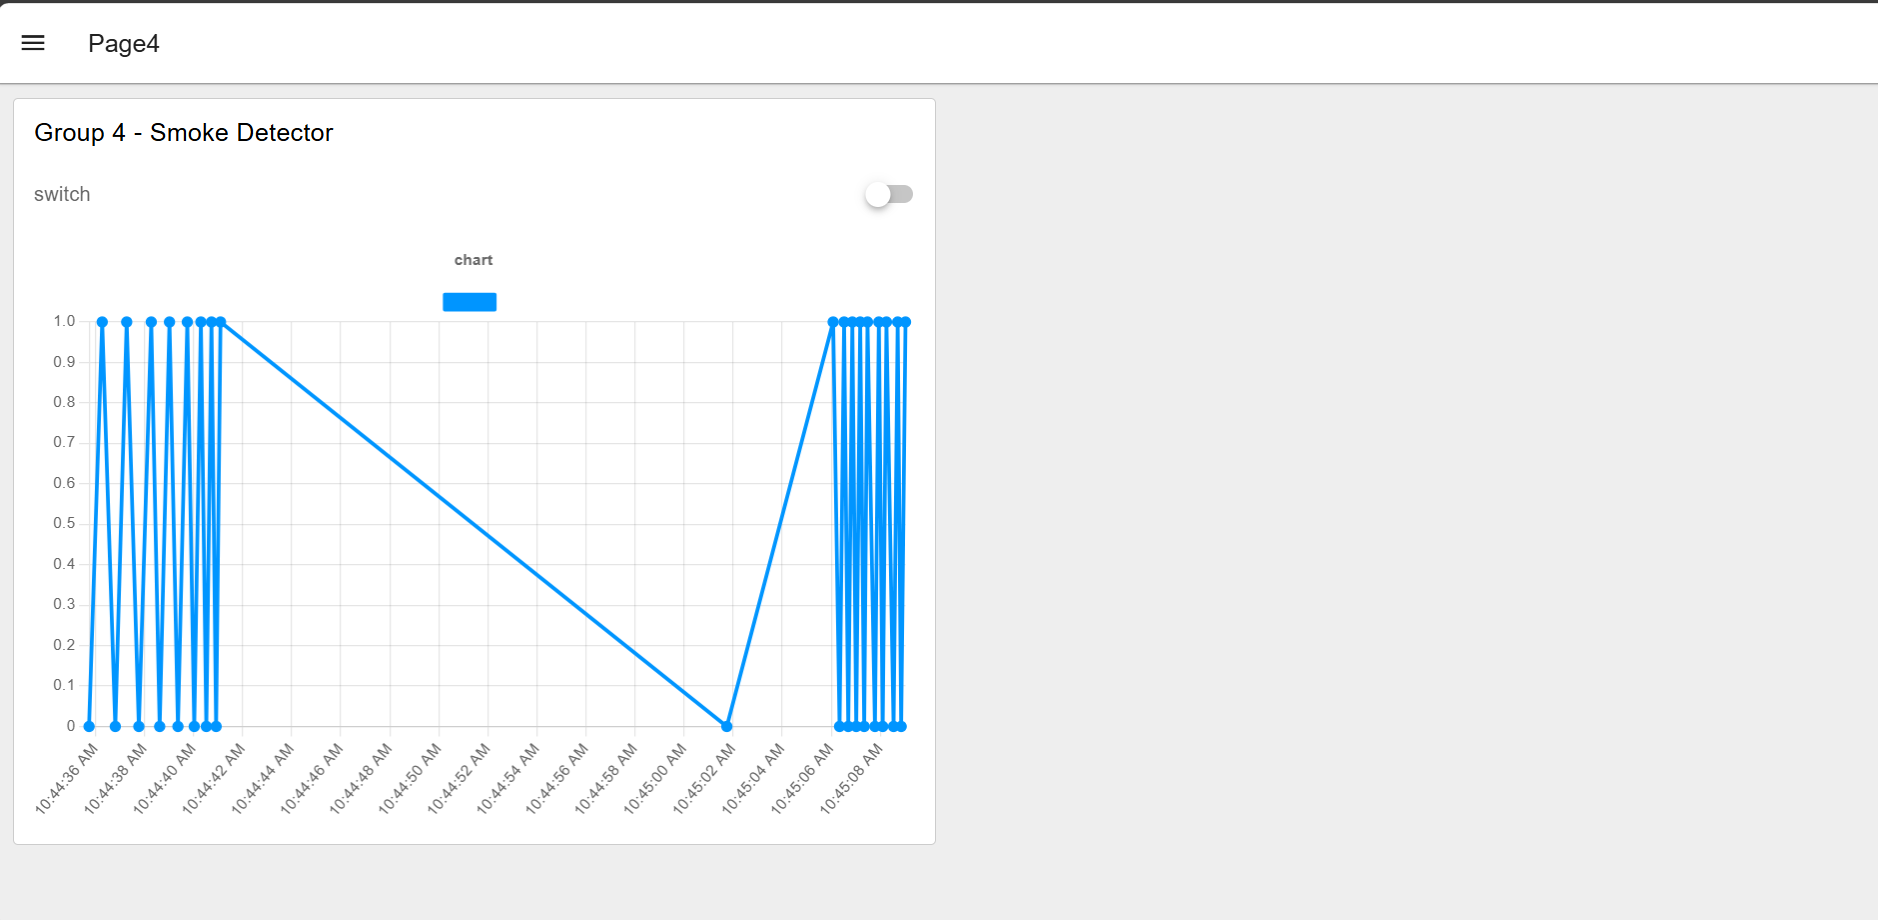 Page4
Group 4 - Smoke Detector
switch
chart
1.0
0.9
0.8
0.7
0.6
0.5
0.4
0.3
0.2
0.1
0
10:44:36 AM
10:44:38 AM
10:44:40 AM
10:44:42 AM
10:44:44 AM
10:44:46 AM
10:44:48 AM
10:44:50 AM
10:44:52 AM
10:44:54 AM
10:44:56 AM
10:44:58 AM
10:45:00 AM
10:45:02 AM
10:45:04 AM
10:45:06 AM
10:45:08 AM